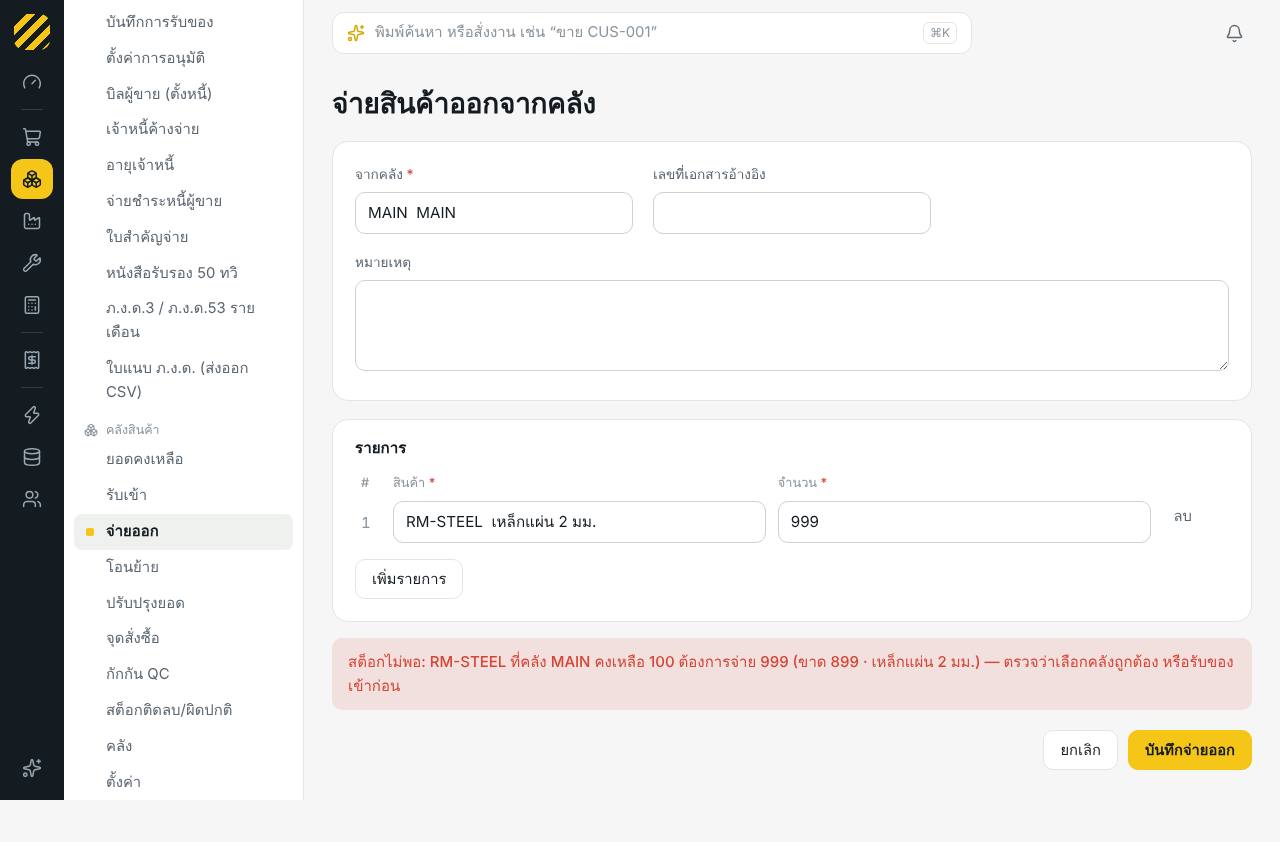 บันทึกการรับของ
ตั้งค่าการอนุมัติ
บิลผู้ขาย (ตั้งหนี้)
เจ้าหนี้ค้างจ่าย
อายุเจ้าหนี้
จ่ายชำระหนี้ผู้ขาย
ใบสำคัญจ่าย
หนังสือรับรอง 50 ทวิ
ภ.ง.ด.3 / ภ.ง.ด.53 ราย
เดือน
ใบแนบ ภ.ง.ด. (ส่งออก
CSV)
คลังสินค้า
ยอดคงเหลือ
รับเข้า
จ่ายออก
โอนย้าย
ปรับปรุงยอด
จุดสั่งซื้อ
กักกัน QC
สต็อกติดลบ/ผิดปกติ
คลัง
ตั้งค่า
พิมพ์ค้นหา หรือสั่งงาน เช่น “ขาย CUS-001”
⌘K
จ่ายสินค้าออกจากคลัง
จากคลัง *
เลขที่เอกสารอ้างอิง
MAIN  MAIN
หมายเหตุ
รายการ
# สินค้า * จำนวน *
1 RM-STEEL  เหล็กแผ่น 2 มม. 999 ลบ
เพิ่มรายการ
สต็อกไม่พอ: RM-STEEL ที่คลัง MAIN คงเหลือ 100 ต้องการจ่าย 999 (ขาด 899 · เหล็กแผ่น 2 มม.) — ตรวจว่าเลือกคลังถูกต้อง หรือรับของ
เข้าก่อน
ยกเลิก
บันทึกจ่ายออก